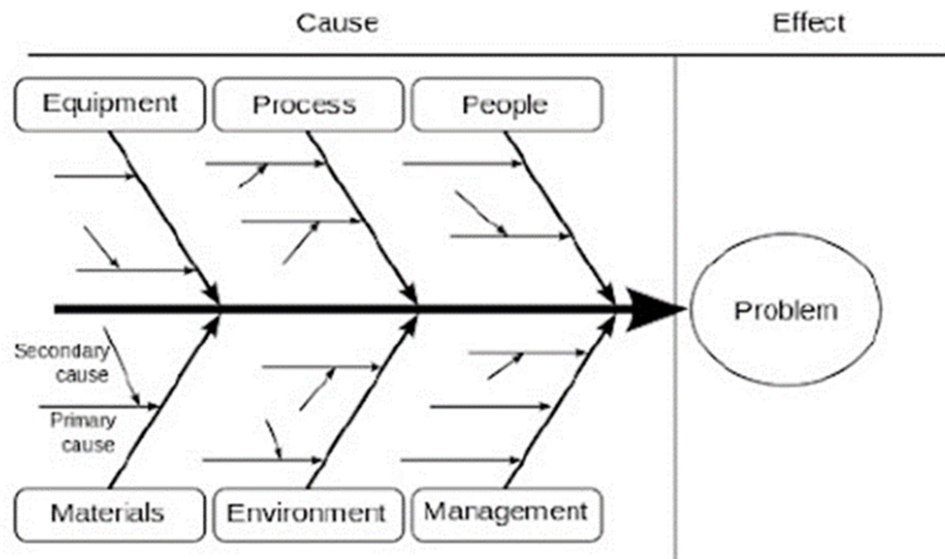 Cause
Effect
Equipment
Process
People
Problem
Secondary
cause
Primary
cause
Materials
Environment
Management